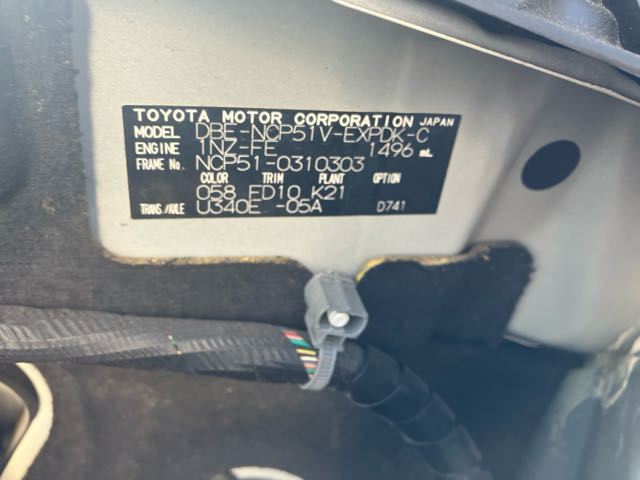 TOYOTA MOTOR CORPORATION JAPAN
MODEL DBE-NCP51V-EXPDK-C
ENGINE 1NZ-FE 1496 mL
FRAME No. NCP51-0310303
COLOR TRIM PLANT OPTION
058 FD10 K21
TRANS./AXLE U340E -05A D741